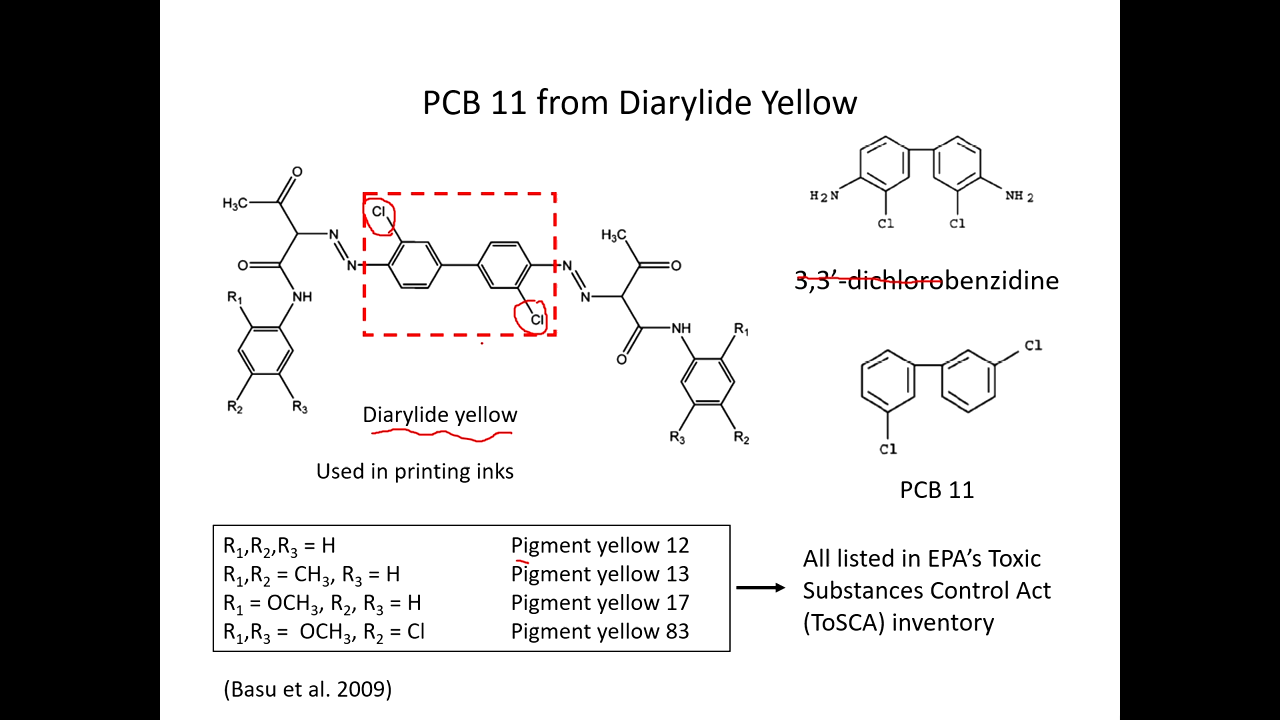 PCB 11 from Diarylide Yellow
O
H₃C
N
N
O
NH
R₁
R₂
R₃
Cl
Cl
N
N
H₃C
O
O
NH
R₁
R₂
R₃
Diarylide yellow
Used in printing inks
H₂N
NH₂
Cl
Cl
3,3’-dichlorobenzidine
Cl
Cl
PCB 11
R₁,R₂,R₃ = H Pigment yellow 12
R₁,R₂ = CH₃, R₃ = H Pigment yellow 13
R₁ = OCH₃, R₂, R₃ = H Pigment yellow 17
R₁,R₃ = OCH₃, R₂ = Cl Pigment yellow 83
All listed in EPA’s Toxic
Substances Control Act
(ToSCA) inventory
(Basu et al. 2009)